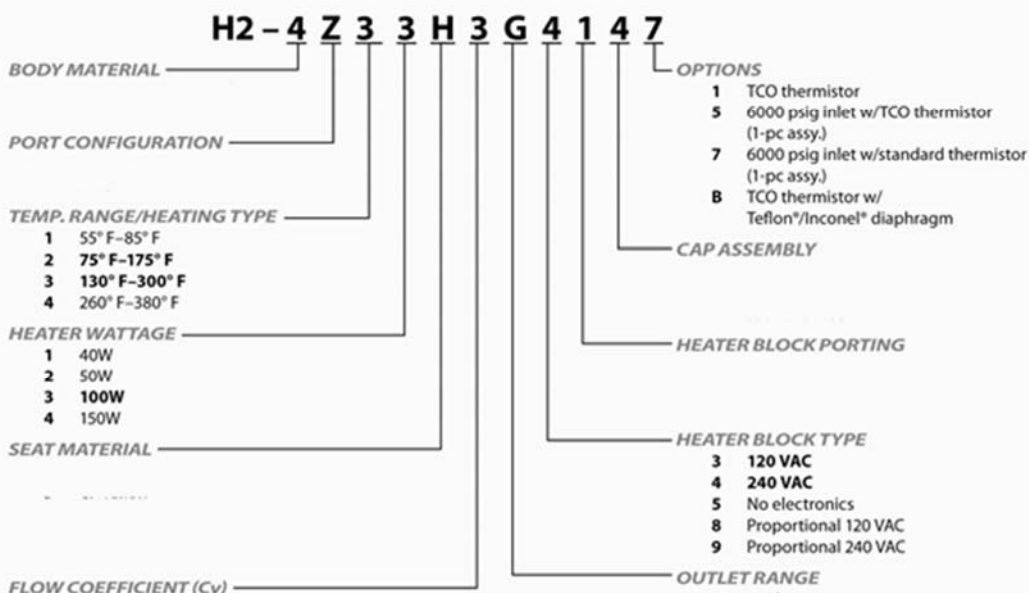 H2 – 4 Z 3 3 H 3 G 4 1 4 7
BODY MATERIAL
PORT CONFIGURATION
TEMP. RANGE/HEATING TYPE
1 55° F–85° F
2 75° F–175° F
3 130° F–300° F
4 260° F–380° F
HEATER WATTAGE
1 40W
2 50W
3 100W
4 150W
SEAT MATERIAL
FLOW COEFFICIENT (Cv)
OPTIONS
1 TCO thermistor
5 6000 psig inlet w/TCO thermistor
(1-pc assy.)
7 6000 psig inlet w/standard thermistor
(1-pc assy.)
B TCO thermistor w/
Teflon®/Inconel® diaphragm
CAP ASSEMBLY
HEATER BLOCK PORTING
HEATER BLOCK TYPE
3 120 VAC
4 240 VAC
5 No electronics
8 Proportional 120 VAC
9 Proportional 240 VAC
OUTLET RANGE